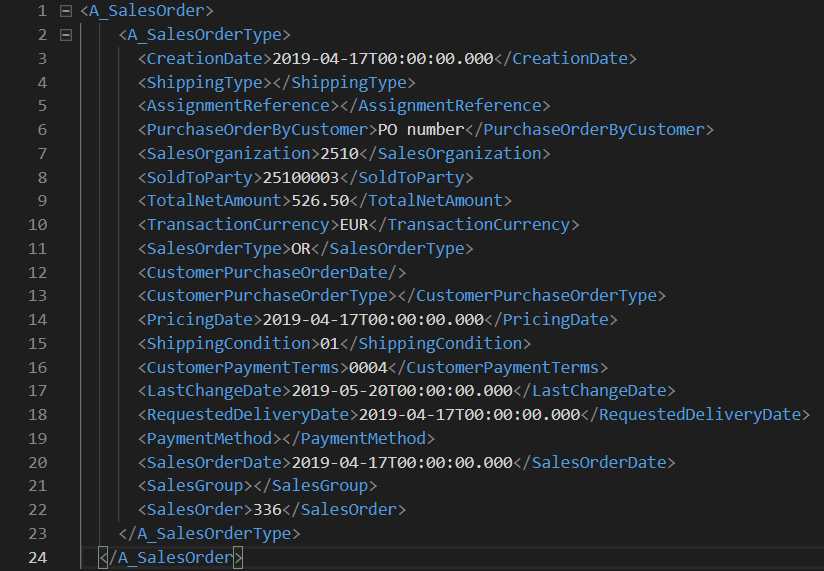 1 <A_SalesOrder>
2 <A_SalesOrderType>
3 <CreationDate>2019-04-17T00:00:00.000</CreationDate>
4 <ShippingType></ShippingType>
5 <AssignmentReference></AssignmentReference>
6 <PurchaseOrderByCustomer>PO number</PurchaseOrderByCustomer>
7 <SalesOrganization>2510</SalesOrganization>
8 <SoldToParty>25100003</SoldToParty>
9 <TotalNetAmount>526.50</TotalNetAmount>
10 <TransactionCurrency>EUR</TransactionCurrency>
11 <SalesOrderType>OR</SalesOrderType>
12 <CustomerPurchaseOrderDate/>
13 <CustomerPurchaseOrderType></CustomerPurchaseOrderType>
14 <PricingDate>2019-04-17T00:00:00.000</PricingDate>
15 <ShippingCondition>01</ShippingCondition>
16 <CustomerPaymentTerms>0004</CustomerPaymentTerms>
17 <LastChangeDate>2019-05-20T00:00:00.000</LastChangeDate>
18 <RequestedDeliveryDate>2019-04-17T00:00:00.000</RequestedDeliveryDate>
19 <PaymentMethod></PaymentMethod>
20 <SalesOrderDate>2019-04-17T00:00:00.000</SalesOrderDate>
21 <SalesGroup></SalesGroup>
22 <SalesOrder>336</SalesOrder>
23 </A_SalesOrderType>
24 </A_SalesOrder>